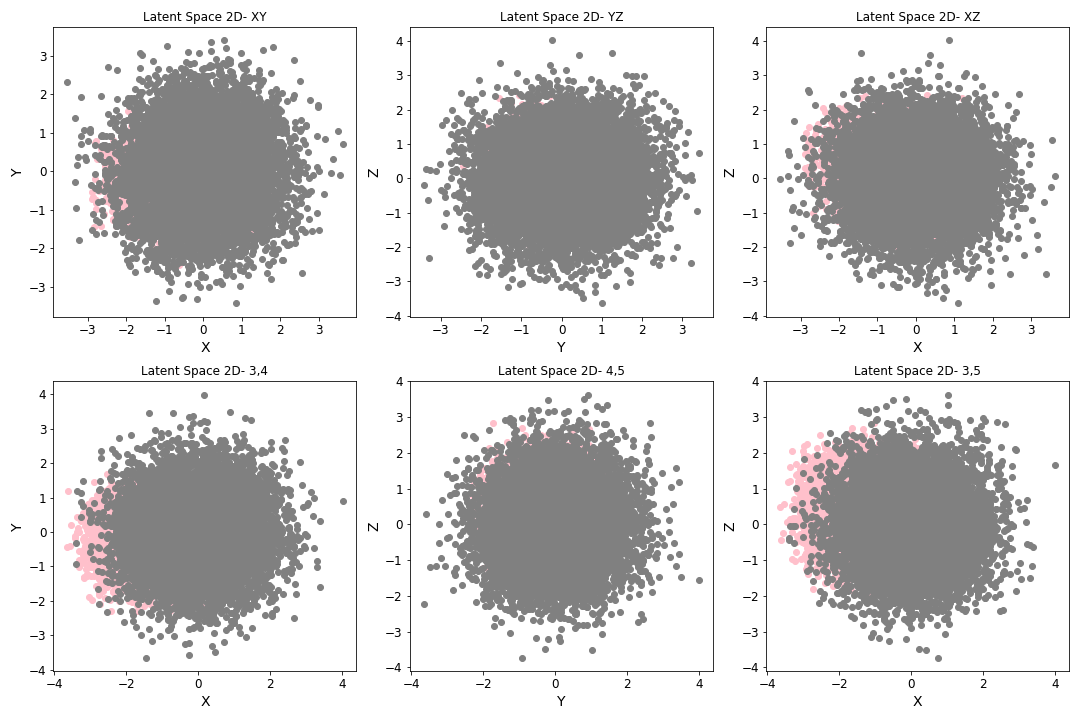 Latent Space 2D- XY
Latent Space 2D- YZ
Latent Space 2D- XZ
3
2
1
0
−1
−2
−3
Y
−3 −2 −1 0 1 2 3
X
4
3
2
1
0
−1
−2
−3
−4
Z
−3 −2 −1 0 1 2 3
Y
4
3
2
1
0
−1
−2
−3
−4
Z
−3 −2 −1 0 1 2 3
X
Latent Space 2D- 3,4
Latent Space 2D- 4,5
Latent Space 2D- 3,5
4
3
2
1
0
−1
−2
−3
−4
Y
−4 −2 0 2 4
X
4
3
2
1
0
−1
−2
−3
−4
Z
−4 −2 0 2 4
Y
4
3
2
1
0
−1
−2
−3
−4
Z
−4 −2 0 2 4
X